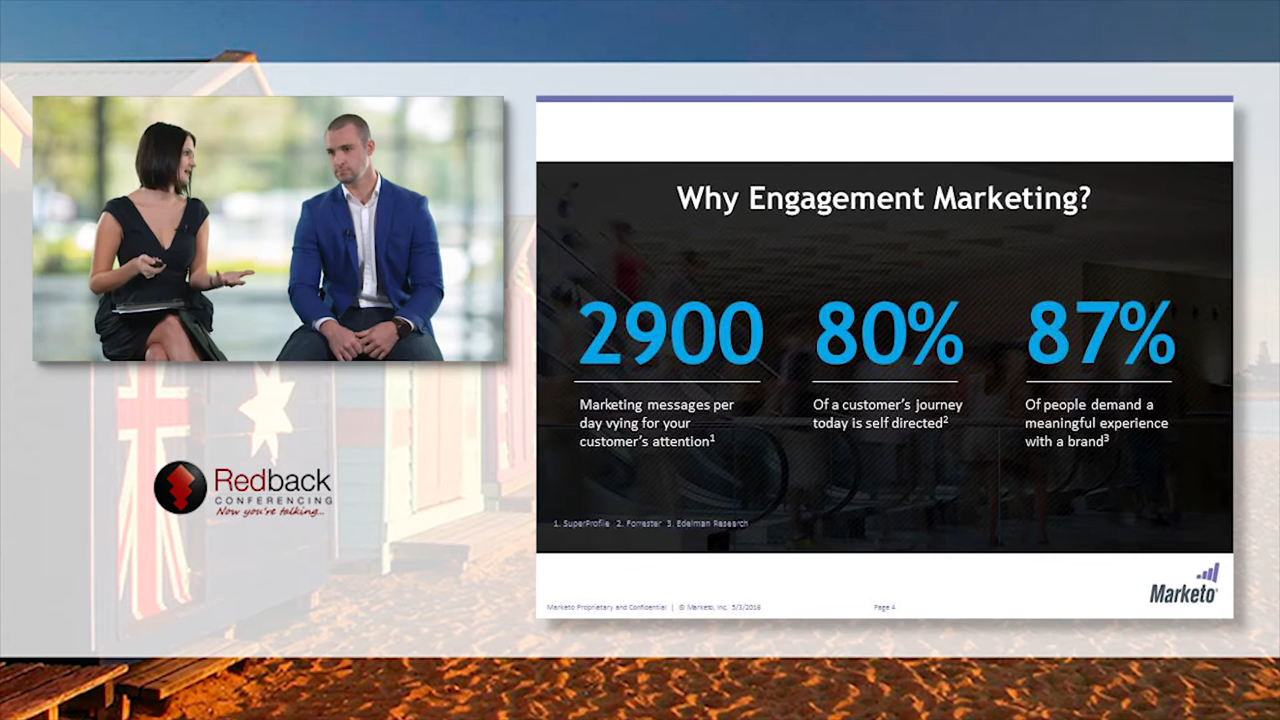 Why Engagement Marketing?
2900
Marketing messages per
day vying for your
customer's attention1
80%
Of a customer's journey
today is self directed2
87%
Of people demand a
meaningful experience
with a brand3
1. SuperProfile 2. Forrester 3. Edelman Research
Redback
CONFERENCING
Now you're talking...
Marketo
Marketo Proprietary and Confidential | © Marketo, Inc. 5/3/2016 Page 4